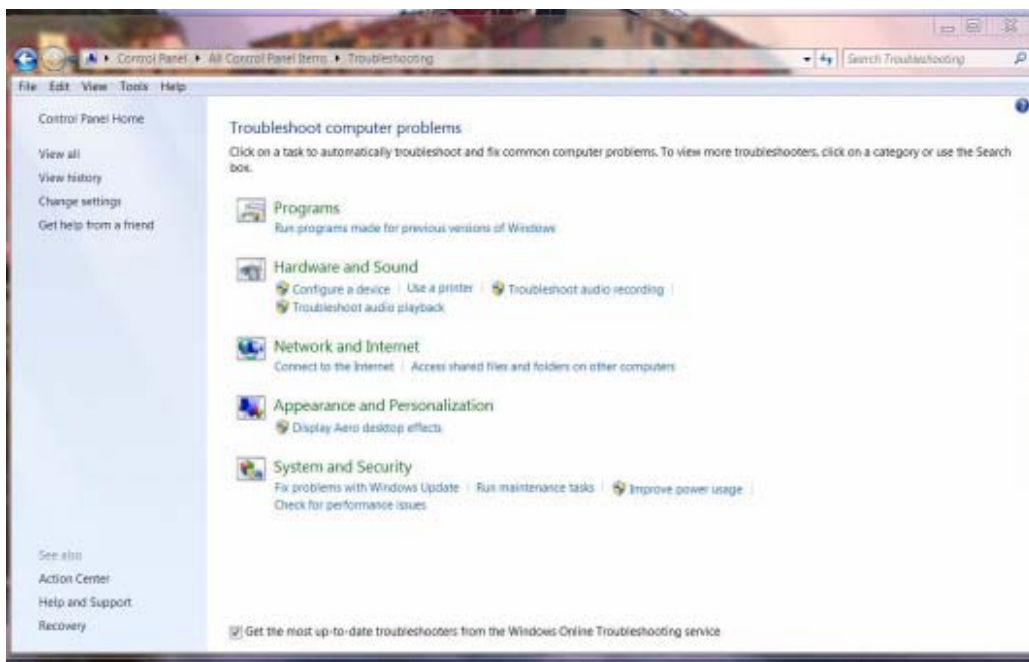 Control Panel ▸ All Control Panel Items ▸ Troubleshooting
Search Troubleshooting
File Edit View Tools Help
Control Panel Home
View all
View history
Change settings
Get help from a friend
Troubleshoot computer problems
Click on a task to automatically troubleshoot and fix common computer problems. To view more troubleshooters, click on a category or use the Search
box.
Programs
Run programs made for previous versions of Windows
Hardware and Sound
Configure a device | Use a printer | Troubleshoot audio recording |
Troubleshoot audio playback
Network and Internet
Connect to the Internet | Access shared files and folders on other computers
Appearance and Personalization
Display Aero desktop effects
System and Security
Fix problems with Windows Update | Run maintenance tasks | Improve power usage |
Check for performance issues
See also
Action Center
Help and Support
Recovery
Get the most up-to-date troubleshooters from the Windows Online Troubleshooting service